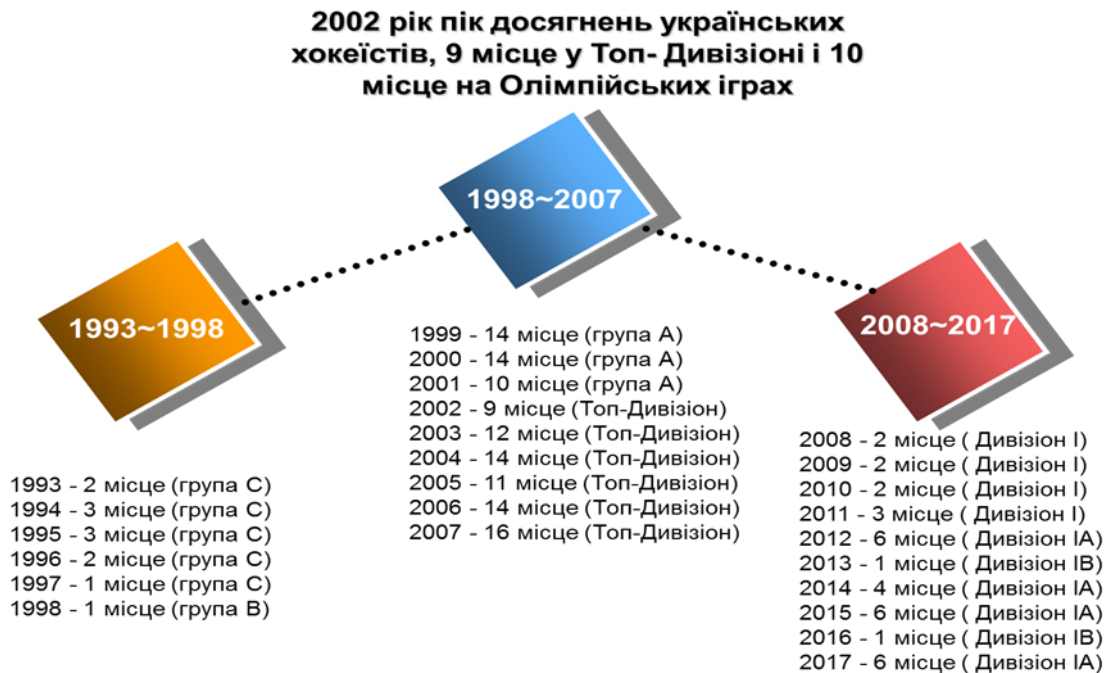 2002 рік пік досягнень українських
хокеїстів, 9 місце у Топ- Дивізіоні і 10
місце на Олімпійських іграх
1993~1998
1993 - 2 місце (група С)
1994 - 3 місце (група С)
1995 - 3 місце (група С)
1996 - 2 місце (група С)
1997 - 1 місце (група С)
1998 - 1 місце (група В)
1998~2007
1999 - 14 місце (група А)
2000 - 14 місце (група А)
2001 - 10 місце (група А)
2002 - 9 місце (Топ-Дивізіон)
2003 - 12 місце (Топ-Дивізіон)
2004 - 14 місце (Топ-Дивізіон)
2005 - 11 місце (Топ-Дивізіон)
2006 - 14 місце (Топ-Дивізіон)
2007 - 16 місце (Топ-Дивізіон)
2008~2017
2008 - 2 місце ( Дивізіон І)
2009 - 2 місце ( Дивізіон І)
2010 - 2 місце ( Дивізіон І)
2011 - 3 місце ( Дивізіон І)
2012 - 6 місце ( Дивізіон ІА)
2013 - 1 місце ( Дивізіон ІВ)
2014 - 4 місце ( Дивізіон ІА)
2015 - 6 місце ( Дивізіон ІА)
2016 - 1 місце ( Дивізіон ІВ)
2017 - 6 місце ( Дивізіон ІА)